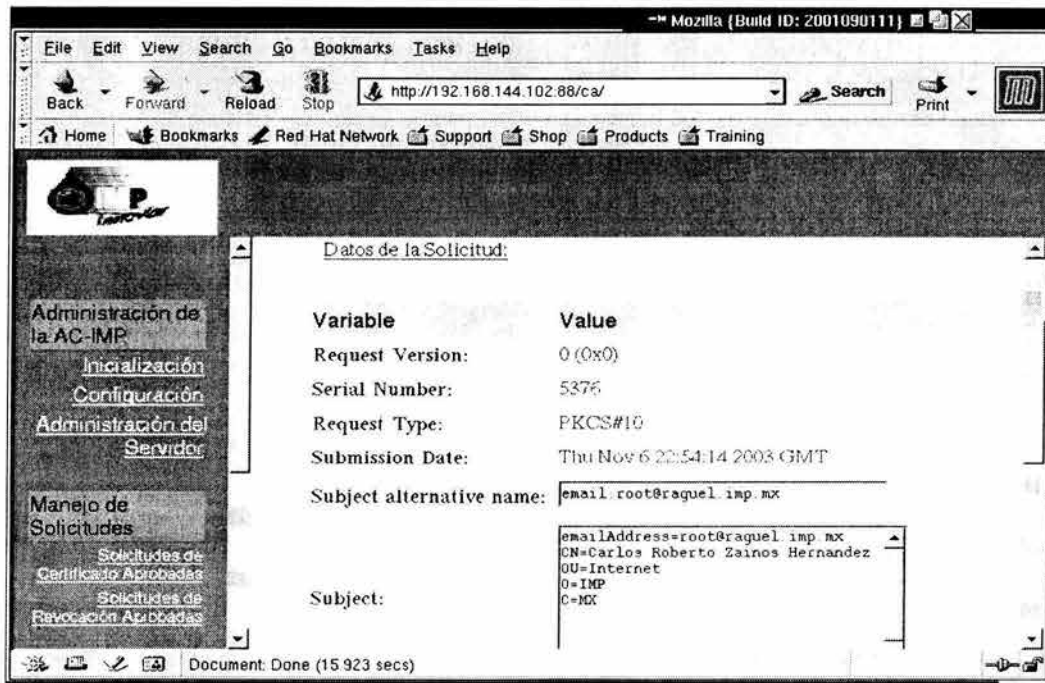 Mozilla {Build ID: 2001090111}
File Edit View Search Go Bookmarks Tasks Help
Back Forward Reload Stop http://192.168.144.102:88/ca/ Search Print
Home Bookmarks Red Hat Network Support Shop Products Training
Datos de la Solicitud:
Administración de
la AC-IMP
Inicialización
Configuración
Administración del
Servidor
Manejo de
Solicitudes
Solicitudes de
Certificado Aprobadas
Solicitudes de
Revocación Aprobadas
Variable Value
Request Version: 0 (0x0)
Serial Number: 5376
Request Type: PKCS#10
Submission Date: Thu Nov 6 22:54:14 2003 GMT
Subject alternative name: email:root@raquel.imp.mx
Subject:
emailAddress=root@raquel.imp.mx
CN=Carlos Roberto Zainos Hernandez
OU=Internet
O=IMP
C=MX
Document: Done (15.923 secs)